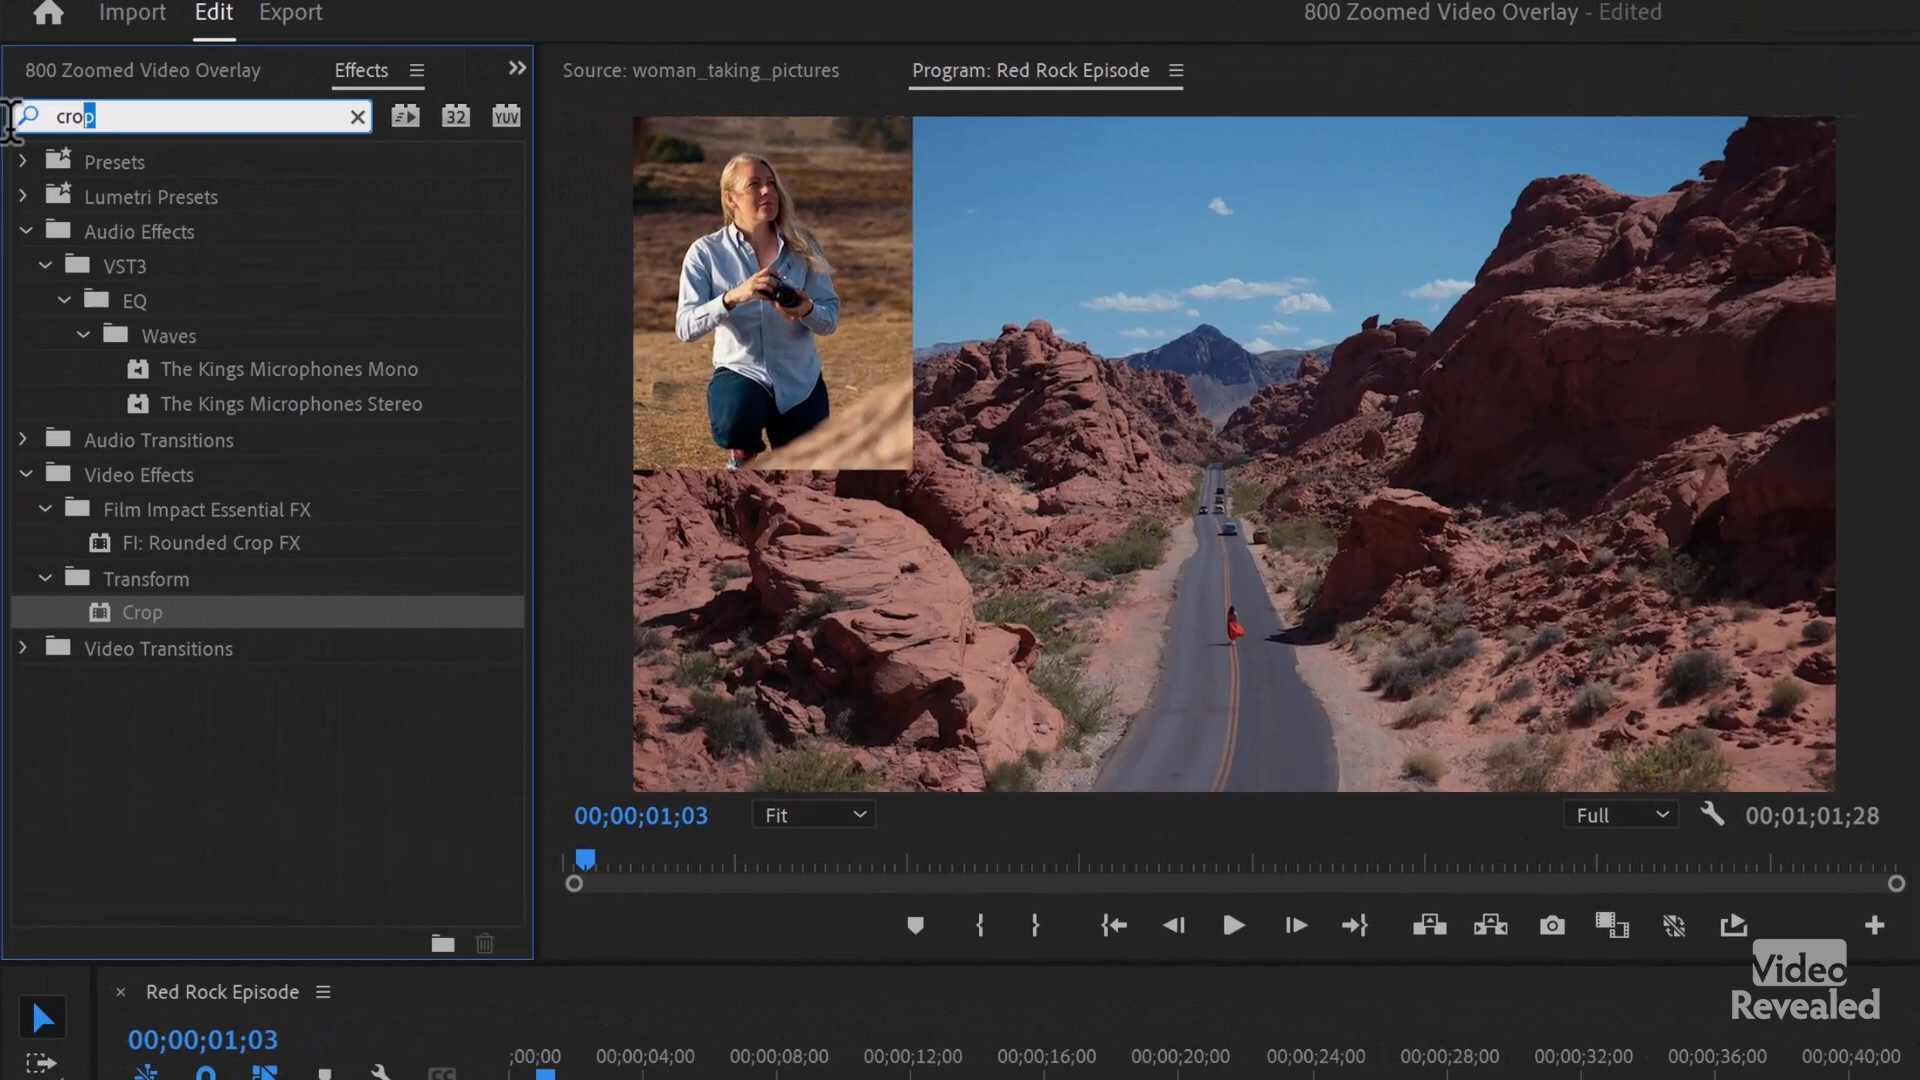 Import Edit Export
800 Zoomed Video Overlay - Edited
800 Zoomed Video Overlay Effects
Source: woman_taking_pictures
Program: Red Rock Episode
crop
32
YUV
Presets
Lumetri Presets
Audio Effects
VST3
EQ
Waves
The Kings Microphones Mono
The Kings Microphones Stereo
Audio Transitions
Video Effects
Film Impact Essential FX
FI: Rounded Crop FX
Transform
Crop
Video Transitions
00;00;01;03 Fit Full 00;01;01;28
Video
Revealed
Red Rock Episode
00;00;01;03
;00;00 00;00;04;00 00;00;08;00 00;00;12;00 00;00;16;00 00;00;20;00 00;00;24;00 00;00;28;00 00;00;32;00 00;00;36;00 00;00;40;00
CC